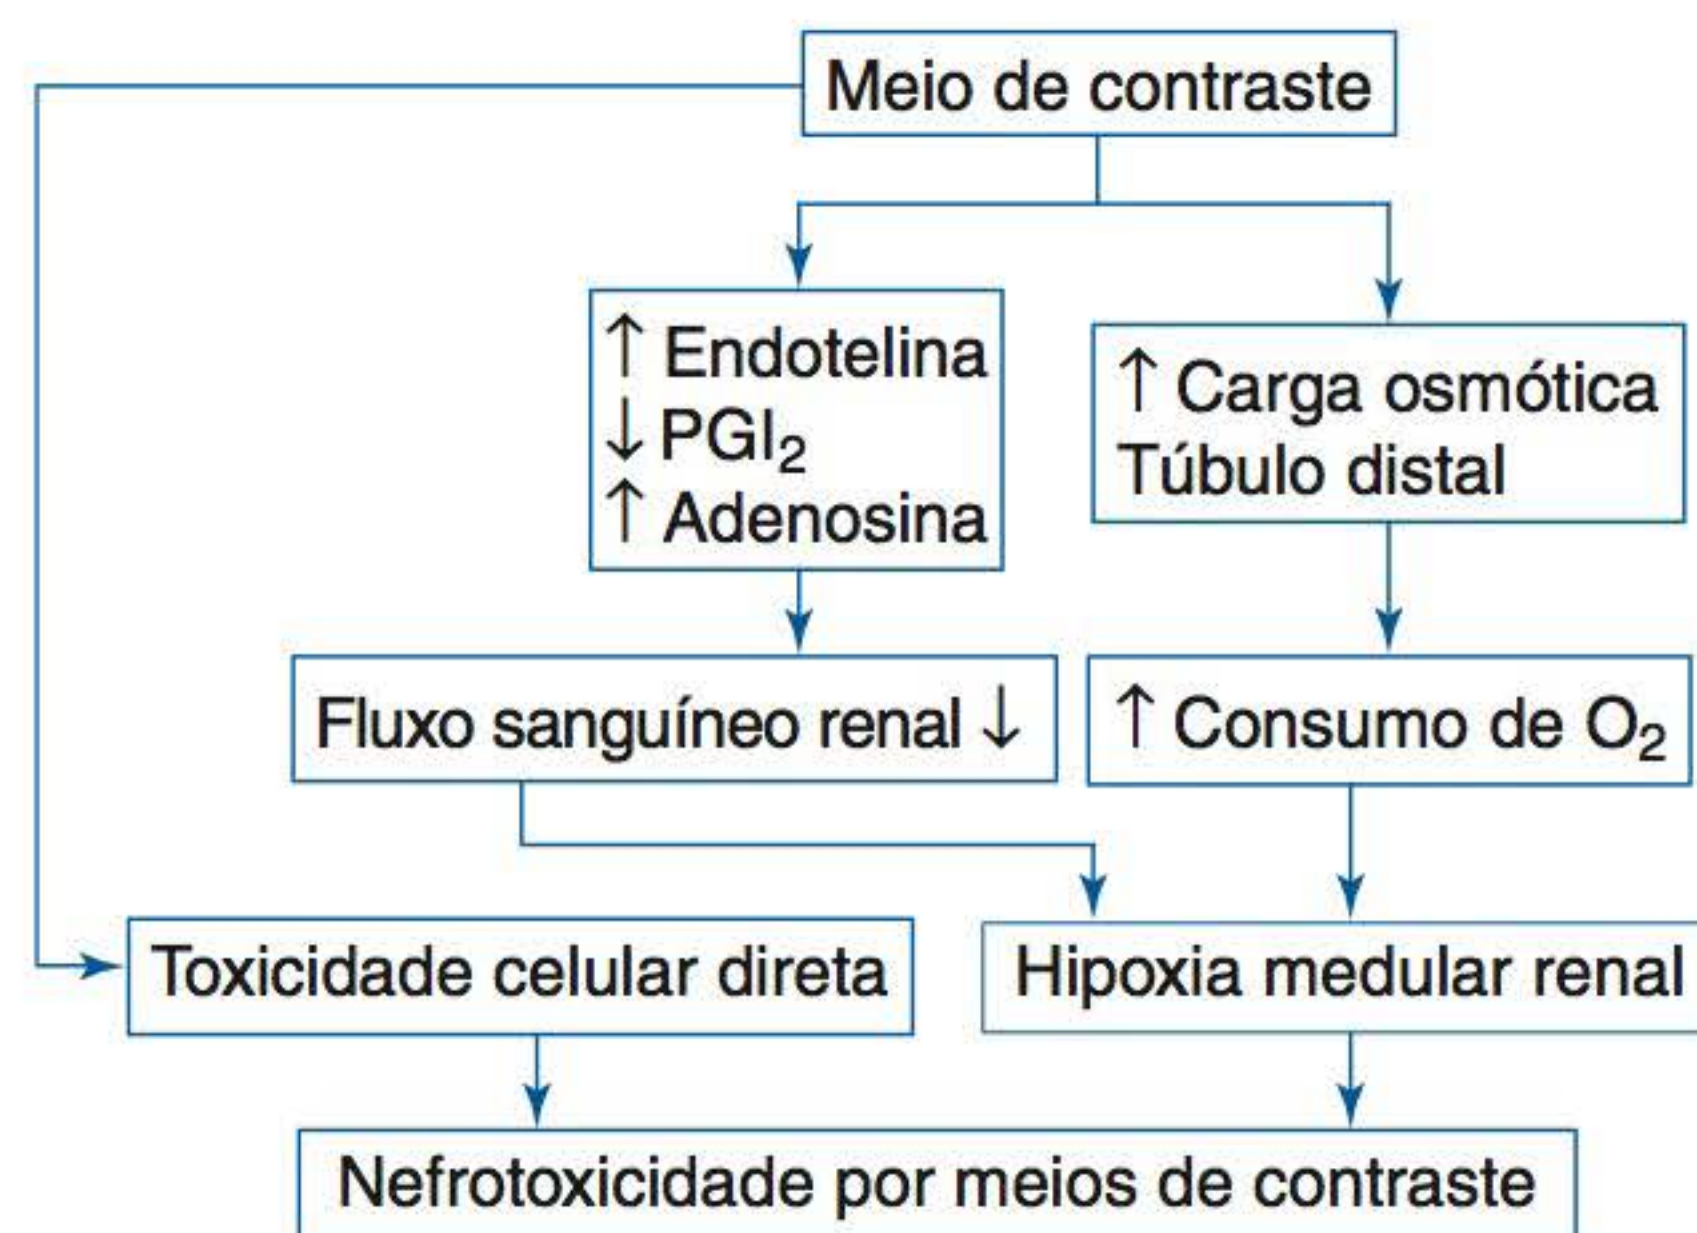 Meio de contraste
↑ Endotelina
↓ PGI₂
↑ Adenosina
↑ Carga osmótica
Túbulo distal
Fluxo sanguíneo renal ↓
↑ Consumo de O₂
Toxicidade celular direta
Hipoxia medular renal
Nefrotoxicidade por meios de contraste